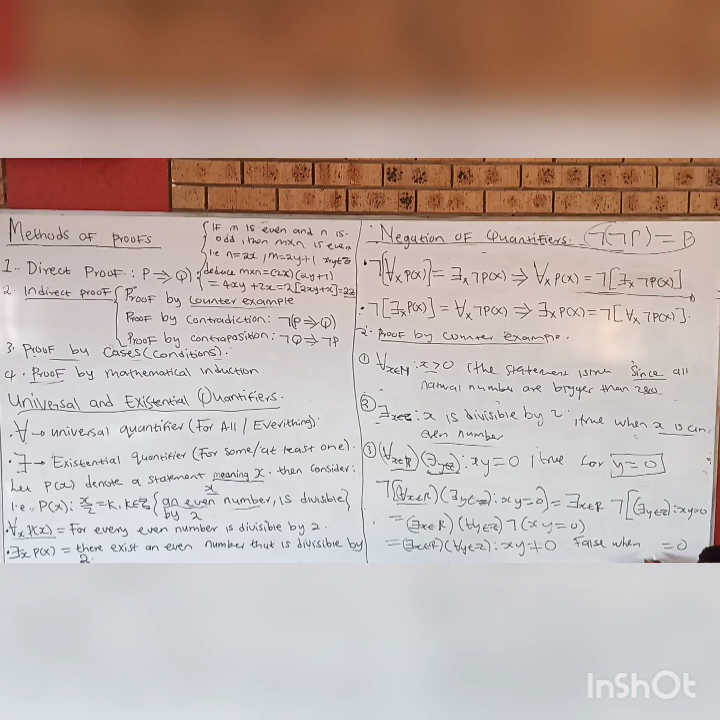 Methods of Proofs
{ IF m is even and n is
odd, then m×n is even
i.e n=2x, m=2y+1 x,y∈Z
deduce m×n=(2x)(2y+1)
= 4xy+2x=2[2xy+x]=2z
1. Direct Proof: P⇒Q
2. Indirect proof { Proof by counter example
Proof by contradiction: ¬(P⇒Q)
Proof by contraposition: ¬Q⇒¬P
3. Proof by cases (conditions).
4. Proof by mathematical induction.
Universal and Existential Quantifiers.
• ∀ → universal quantifier (For All / Everithing).
• ∃ → Existential quantifier (For some/at least one).
Let P(x) denote a statement meaning x. then consider:
i.e., P(x): x/2 = k, k∈Z { an even number, is divisible
by 2
• ∀x P(x) = For every even number is divisible by 2.
• ∃x P(x) = there exist an even number that is divisible by
2.
Negation of Quantifiers. (¬(¬P)) = P
• ¬[∀x P(x)] = ∃x ¬P(x) ⇒ ∀x P(x) = ¬[∃x ¬P(x)]
• ¬[∃x P(x)] = ∀x ¬P(x) ⇒ ∃x P(x) = ¬[∀x ¬P(x)].
2. Proof by counter example.
① ∀x∈N: x>0 , the statement is true since all
natural number are bigger than zero
② ∃x∈Z: x is divisible by 2, true when x is an
even number
③ (∀x∈R)(∃y∈Z): xy=0 , true for y=0
¬[(∀x∈R)(∃y∈Z: xy=0)] = ∃x∈R ¬[(∃y∈Z): xy=0
= (∃x∈R)(∀y∈Z) ¬(xy=0)
= (∃x∈R)(∀y∈Z): xy≠0 False when =0
InShOt